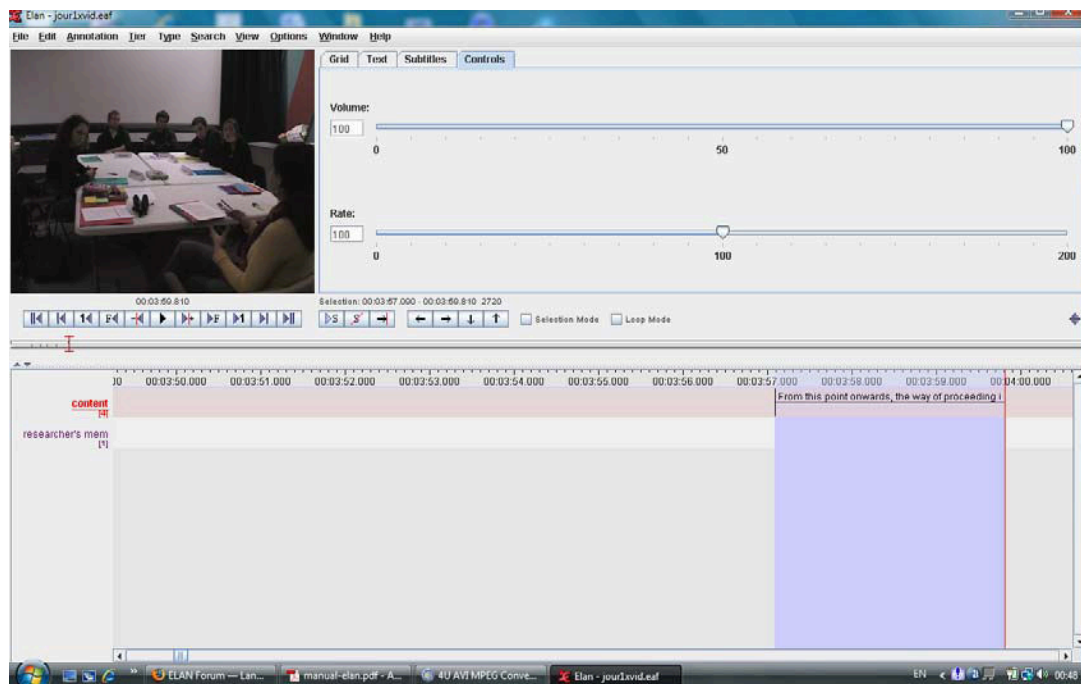 Elan - jour1xvid.eaf
File Edit Annotation Tier Type Search View Options Window Help
Grid Text Subtitles Controls
Volume:
100
0 50 100
Rate:
100
0 100 200
00:03:59.810
Selection: 00:03:57.090 - 00:03:59.810 2720
1 F F 1 S S Selection Mode Loop Mode
00:03:50.000 00:03:51.000 00:03:52.000 00:03:53.000 00:03:54.000 00:03:55.000 00:03:56.000 00:03:57.000 00:03:58.000 00:03:59.000 00:04:00.000
content From this point onwards, the way of proceeding i
[4]
researcher's mem
[1]
ELAN Forum — Lan... manual-elan.pdf - A... 4U AVI MPEG Conve... Elan - jour1xvid.eaf EN 00:48